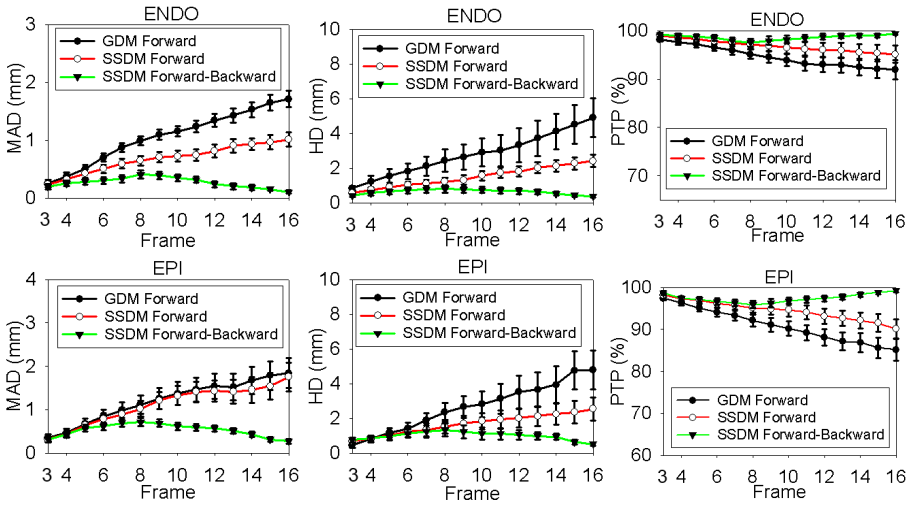 ENDO
MAD (mm)
3
2
1
0
GDM Forward
SSDM Forward
SSDM Forward-Backward
3 4 6 8 10 12 14 16
Frame
ENDO
HD (mm)
10
8
6
4
2
0
GDM Forward
SSDM Forward
SSDM Forward-Backward
3 4 6 8 10 12 14 16
Frame
ENDO
PTP (%)
100
90
80
70
GDM Forward
SSDM Forward
SSDM Forward-Backward
3 4 6 8 10 12 14 16
Frame
EPI
MAD (mm)
4
3
2
1
0
GDM Forward
SSDM Forward
SSDM Forward-Backward
3 4 6 8 10 12 14 16
Frame
EPI
HD (mm)
10
8
6
4
2
0
GDM Forward
SSDM Forward
SSDM Forward-Backward
3 4 6 8 10 12 14 16
Frame
EPI
PTP (%)
100
90
80
70
60
GDM Forward
SSDM Forward
SSDM Forward-Backward
3 4 6 8 10 12 14 16
Frame